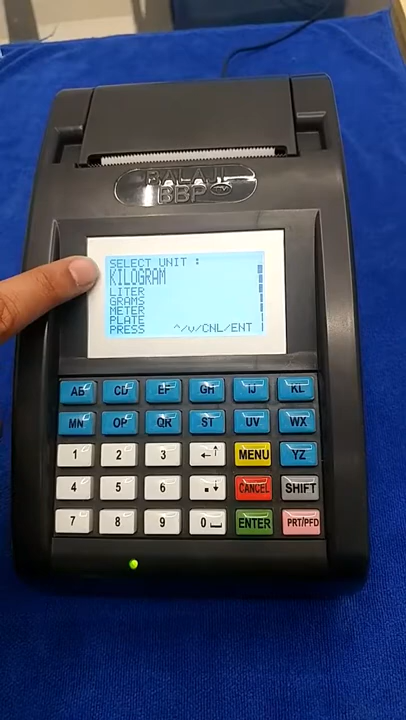 BALAJI
BBP
SELECT UNIT :
KILOGRAM
LITER
GRAMS
METER
PLATE
PRESS ^/v/CNL/ENT
AB CD EF GH IJ KL
MN OP QR ST UV WX
1 2 3 ←↑ MENU YZ
4 5 6 .↓ CANCEL SHIFT
7 8 9 0 ENTER PRT/PFD